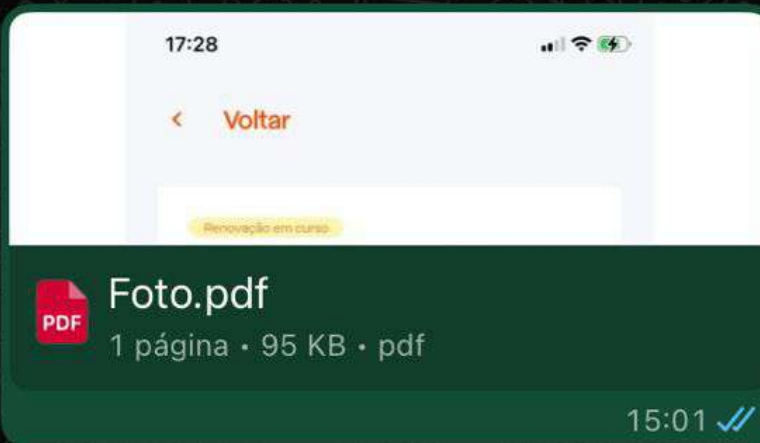 17:28
Voltar
Renovação em curso
PDF
Foto.pdf
1 página • 95 KB • pdf
15:01